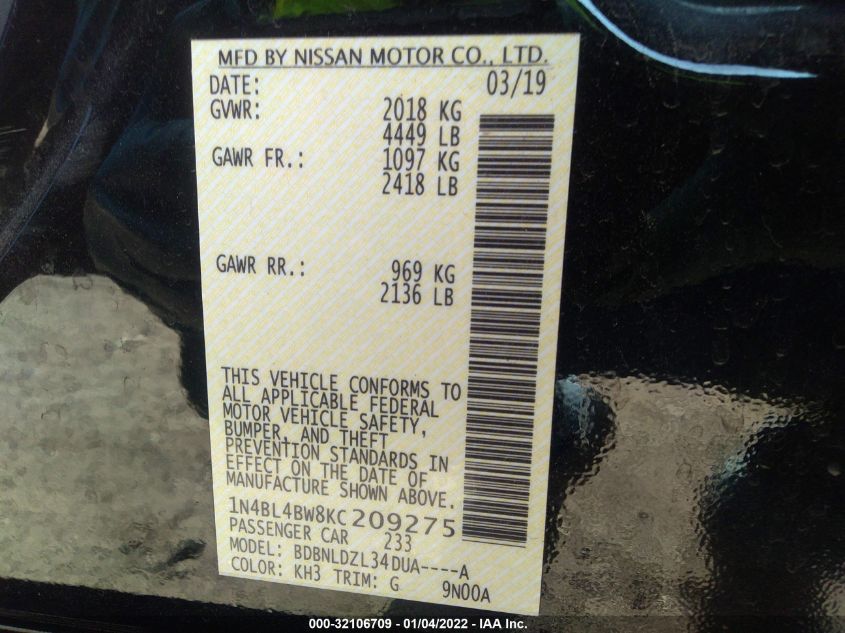 MFD BY NISSAN MOTOR CO., LTD.
DATE: 03/19
GVWR: 2018 KG
4449 LB
GAWR FR.: 1097 KG
2418 LB
GAWR RR.: 969 KG
2136 LB
THIS VEHICLE CONFORMS TO
ALL APPLICABLE FEDERAL
MOTOR VEHICLE SAFETY,
BUMPER, AND THEFT
PREVENTION STANDARDS IN
EFFECT ON THE DATE OF
MANUFACTURE SHOWN ABOVE.
1N4BL4BW8KC209275
PASSENGER CAR 233
MODEL: BDBNLDZL34DUA----A
COLOR: KH3 TRIM: G 9N00A
000-32106709 - 01/04/2022 - IAA Inc.